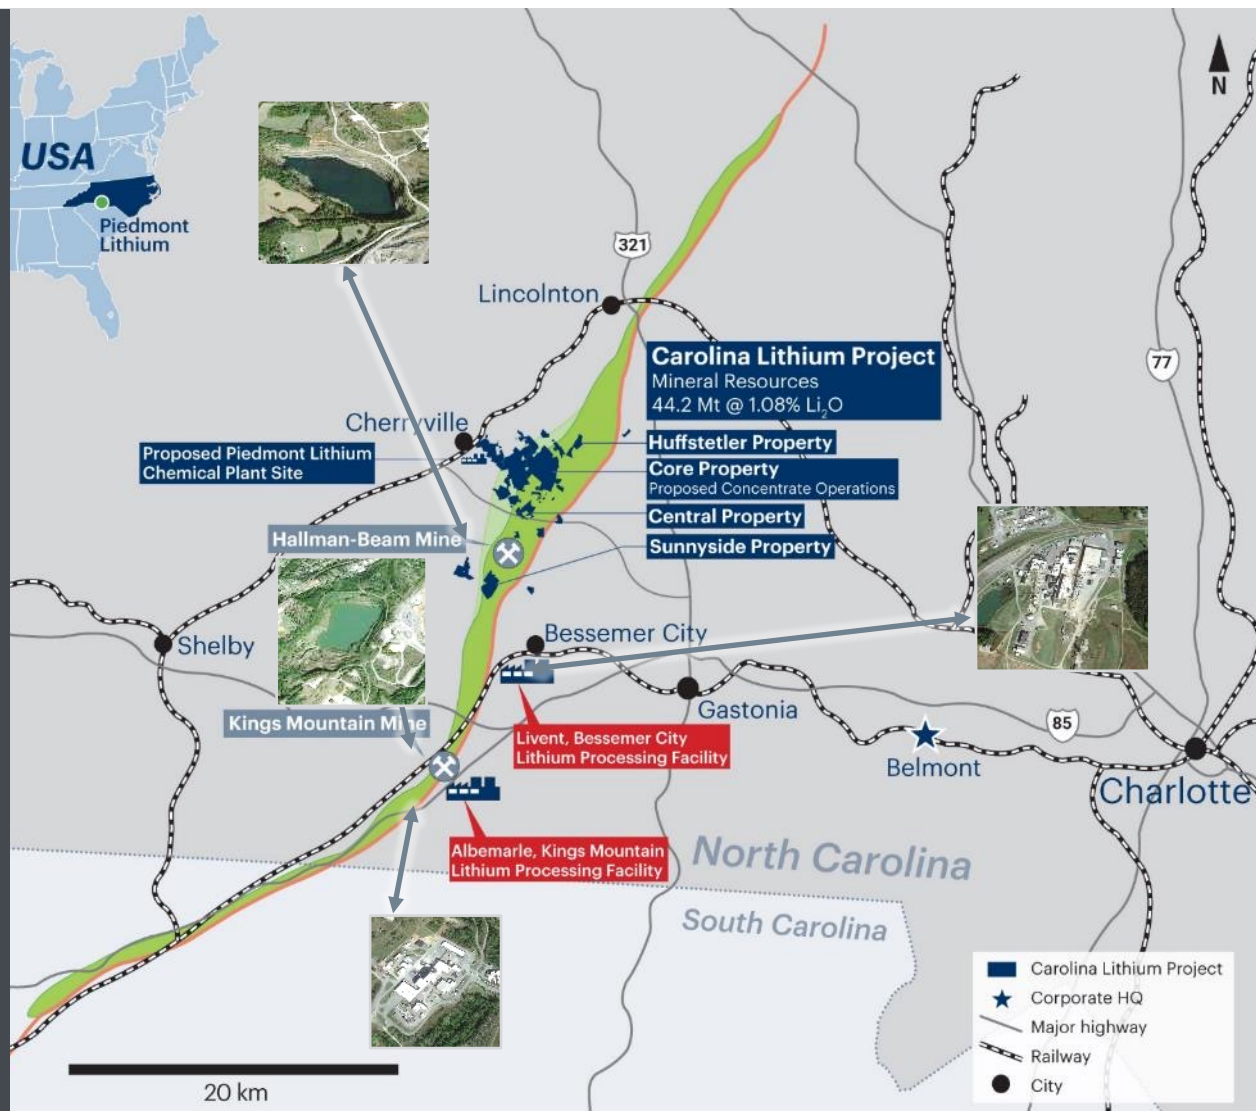 N
USA
Piedmont
Lithium
321
Lincolnton
77
Carolina Lithium Project
Mineral Resources
44.2 Mt @ 1.08% Li₂O
Cherryville
Huffstetler Property
Proposed Piedmont Lithium
Chemical Plant Site
Core Property
Proposed Concentrate Operations
Central Property
Hallman-Beam Mine
Sunnyside Property
Shelby
Bessemer City
Kings Mountain Mine
Gastonia
85
Livent, Bessemer City
Lithium Processing Facility
Belmont
Charlotte
Albemarle, Kings Mountain
Lithium Processing Facility
North Carolina
South Carolina
Carolina Lithium Project
Corporate HQ
Major highway
Railway
City
20 km